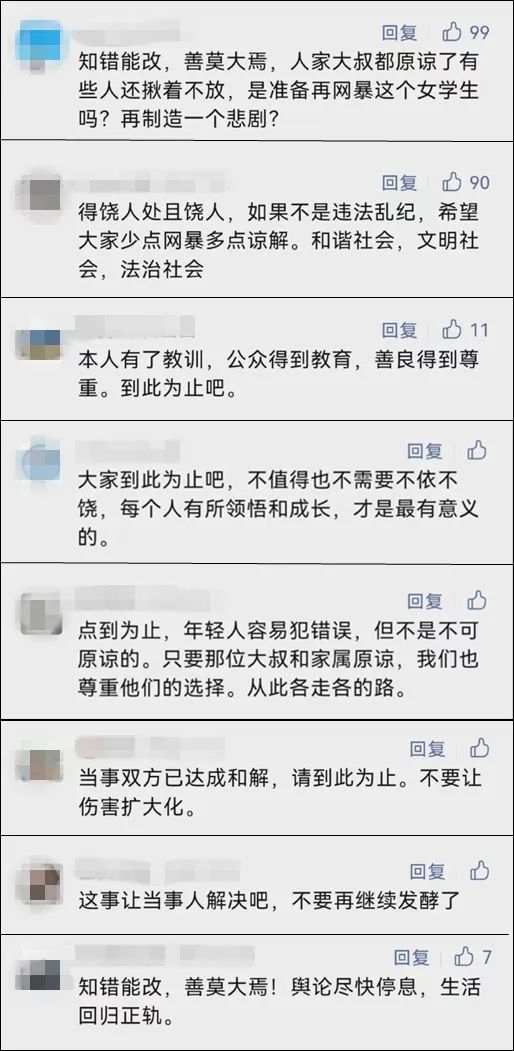 回复 99
知错能改，善莫大焉，人家大叔都原谅了有
些人还揪着不放，是准备再网暴这个女学生
吗？再制造一个悲剧？
回复 90
得饶人处且饶人，如果不是违法乱纪，希望
大家少点网暴多点谅解。和谐社会，文明社
会，法治社会
回复 11
本人有了教训，公众得到教育，善良得到尊
重。到此为止吧。
回复
大家到此为止吧，不值得也不需要不依不
饶，每个人有所领悟和成长，才是最有意义
的。
回复
点到为止，年轻人容易犯错误，但不是不可
原谅的。只要那位大叔和家属原谅，我们也
尊重他们的选择。从此各走各的路。
回复
当事双方已达成和解，请到此为止。不要让
伤害扩大化。
回复
这事让当事人解决吧，不要再继续发酵了
回复 7
知错能改，善莫大焉！舆论尽快停息，生活
回归正轨。